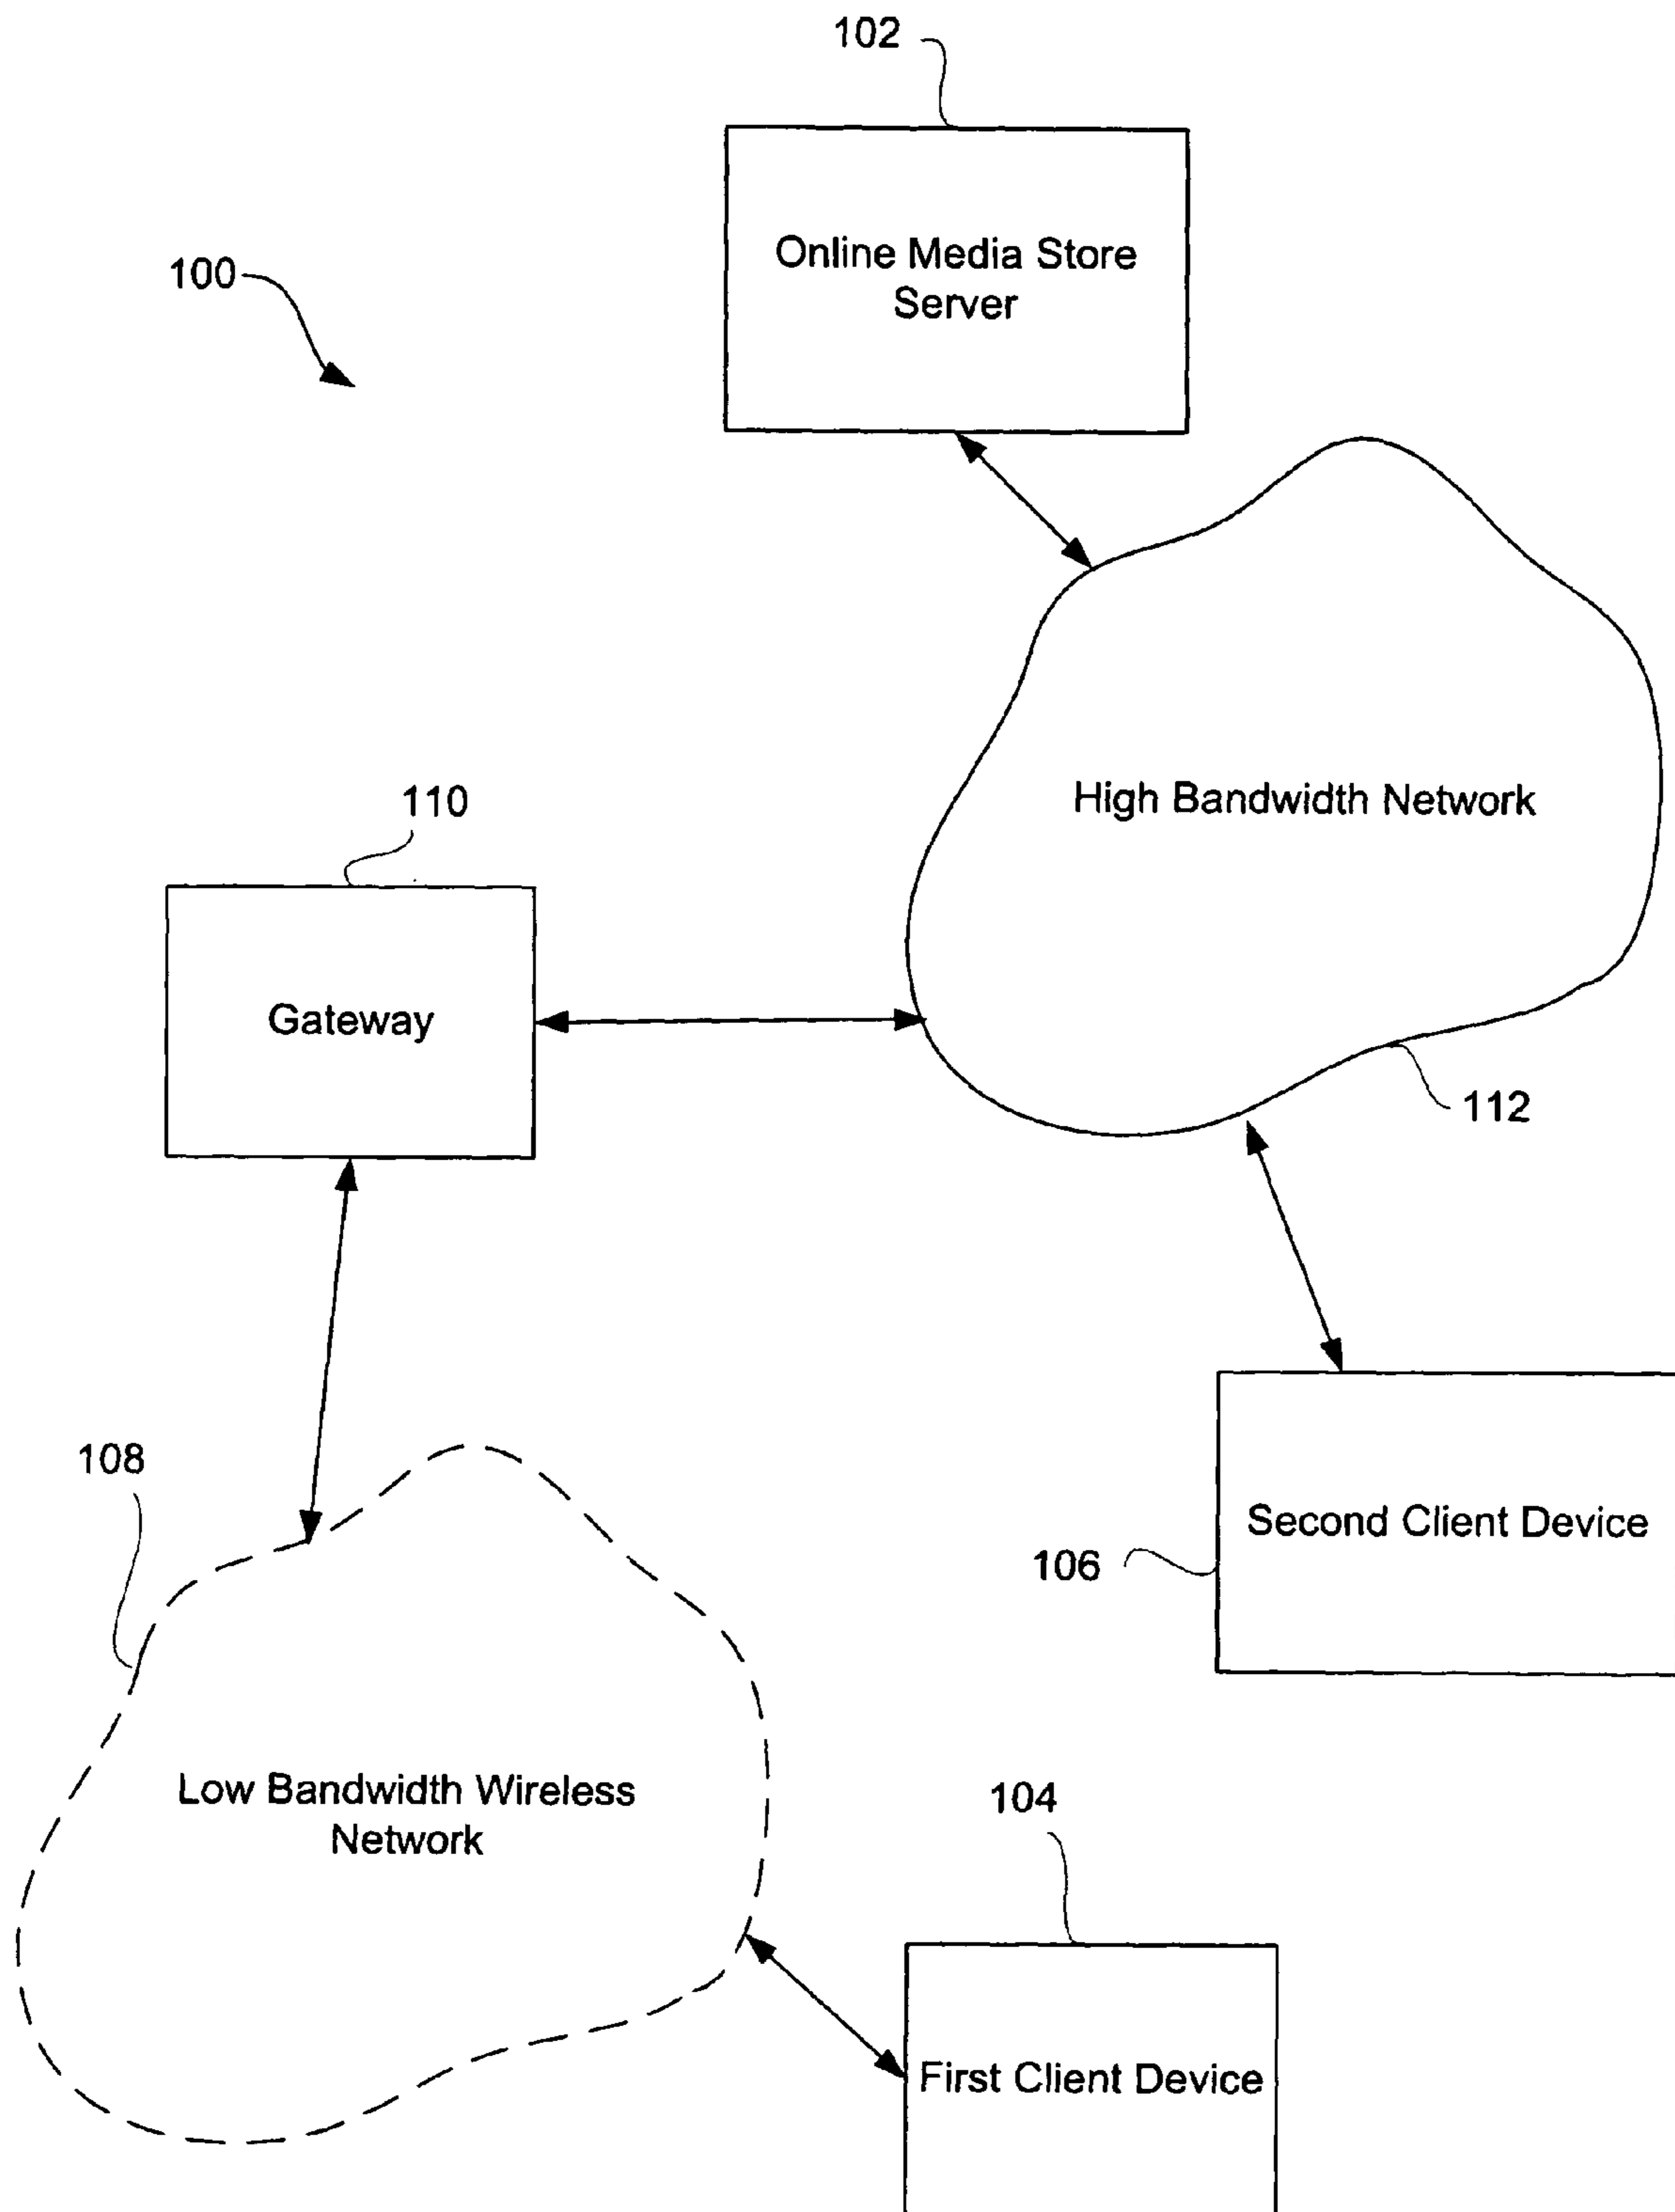 102
Online Media Store
Server
100
High Bandwidth Network
110
Gateway
112
108
Second Client Device
106
Low Bandwidth Wireless
Network
104
First Client Device